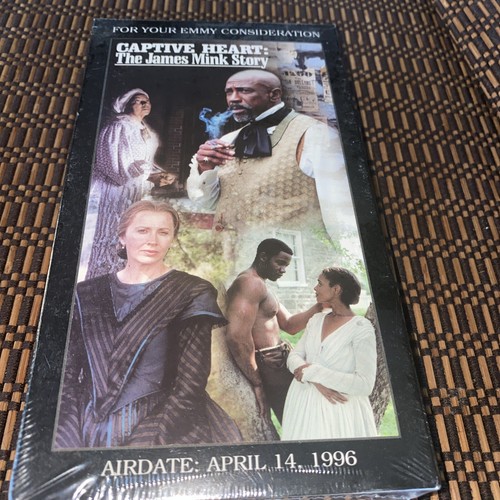 FOR YOUR EMMY CONSIDERATION
CAPTIVE HEART:
The James Mink Story
AIRDATE: APRIL 14, 1996